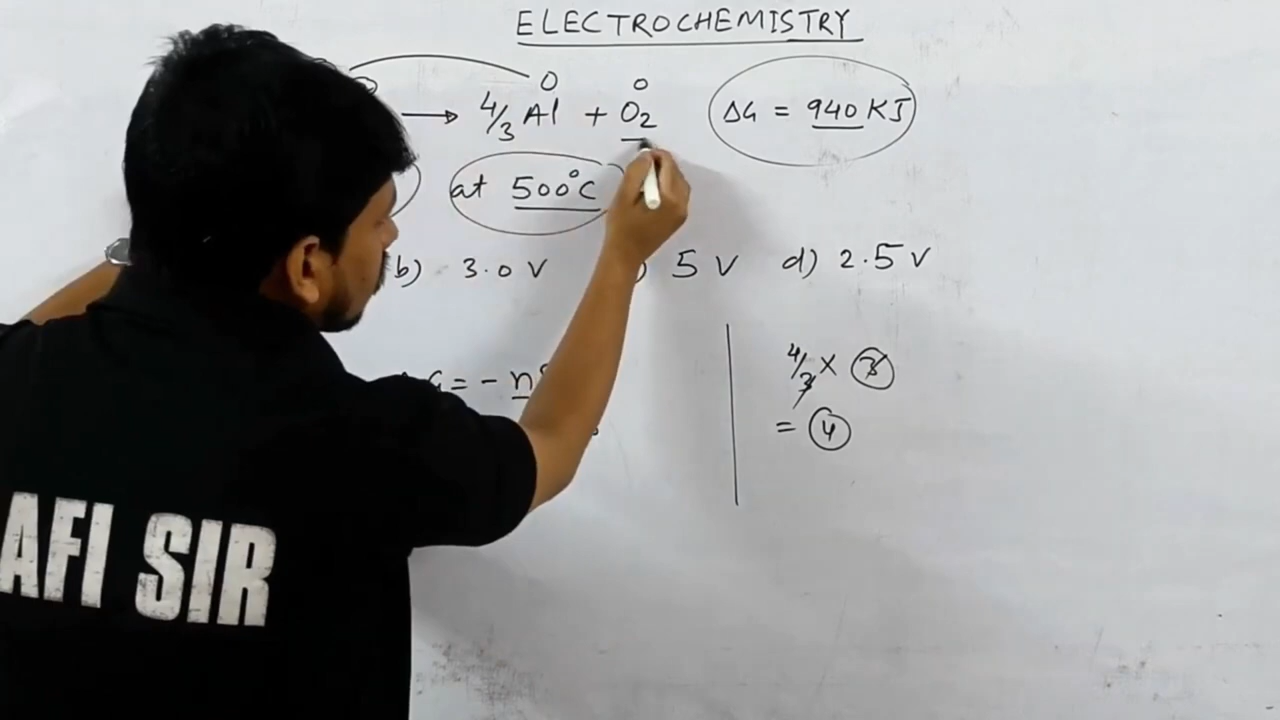 ELECTROCHEMISTRY
0 0
→ 4/3 Al + O2 ΔG = 940 KJ
at 500°C
b) 3.0 V ) 5 V d) 2.5 V
G = - n
4/3 × 3
= 4
AFI SIR